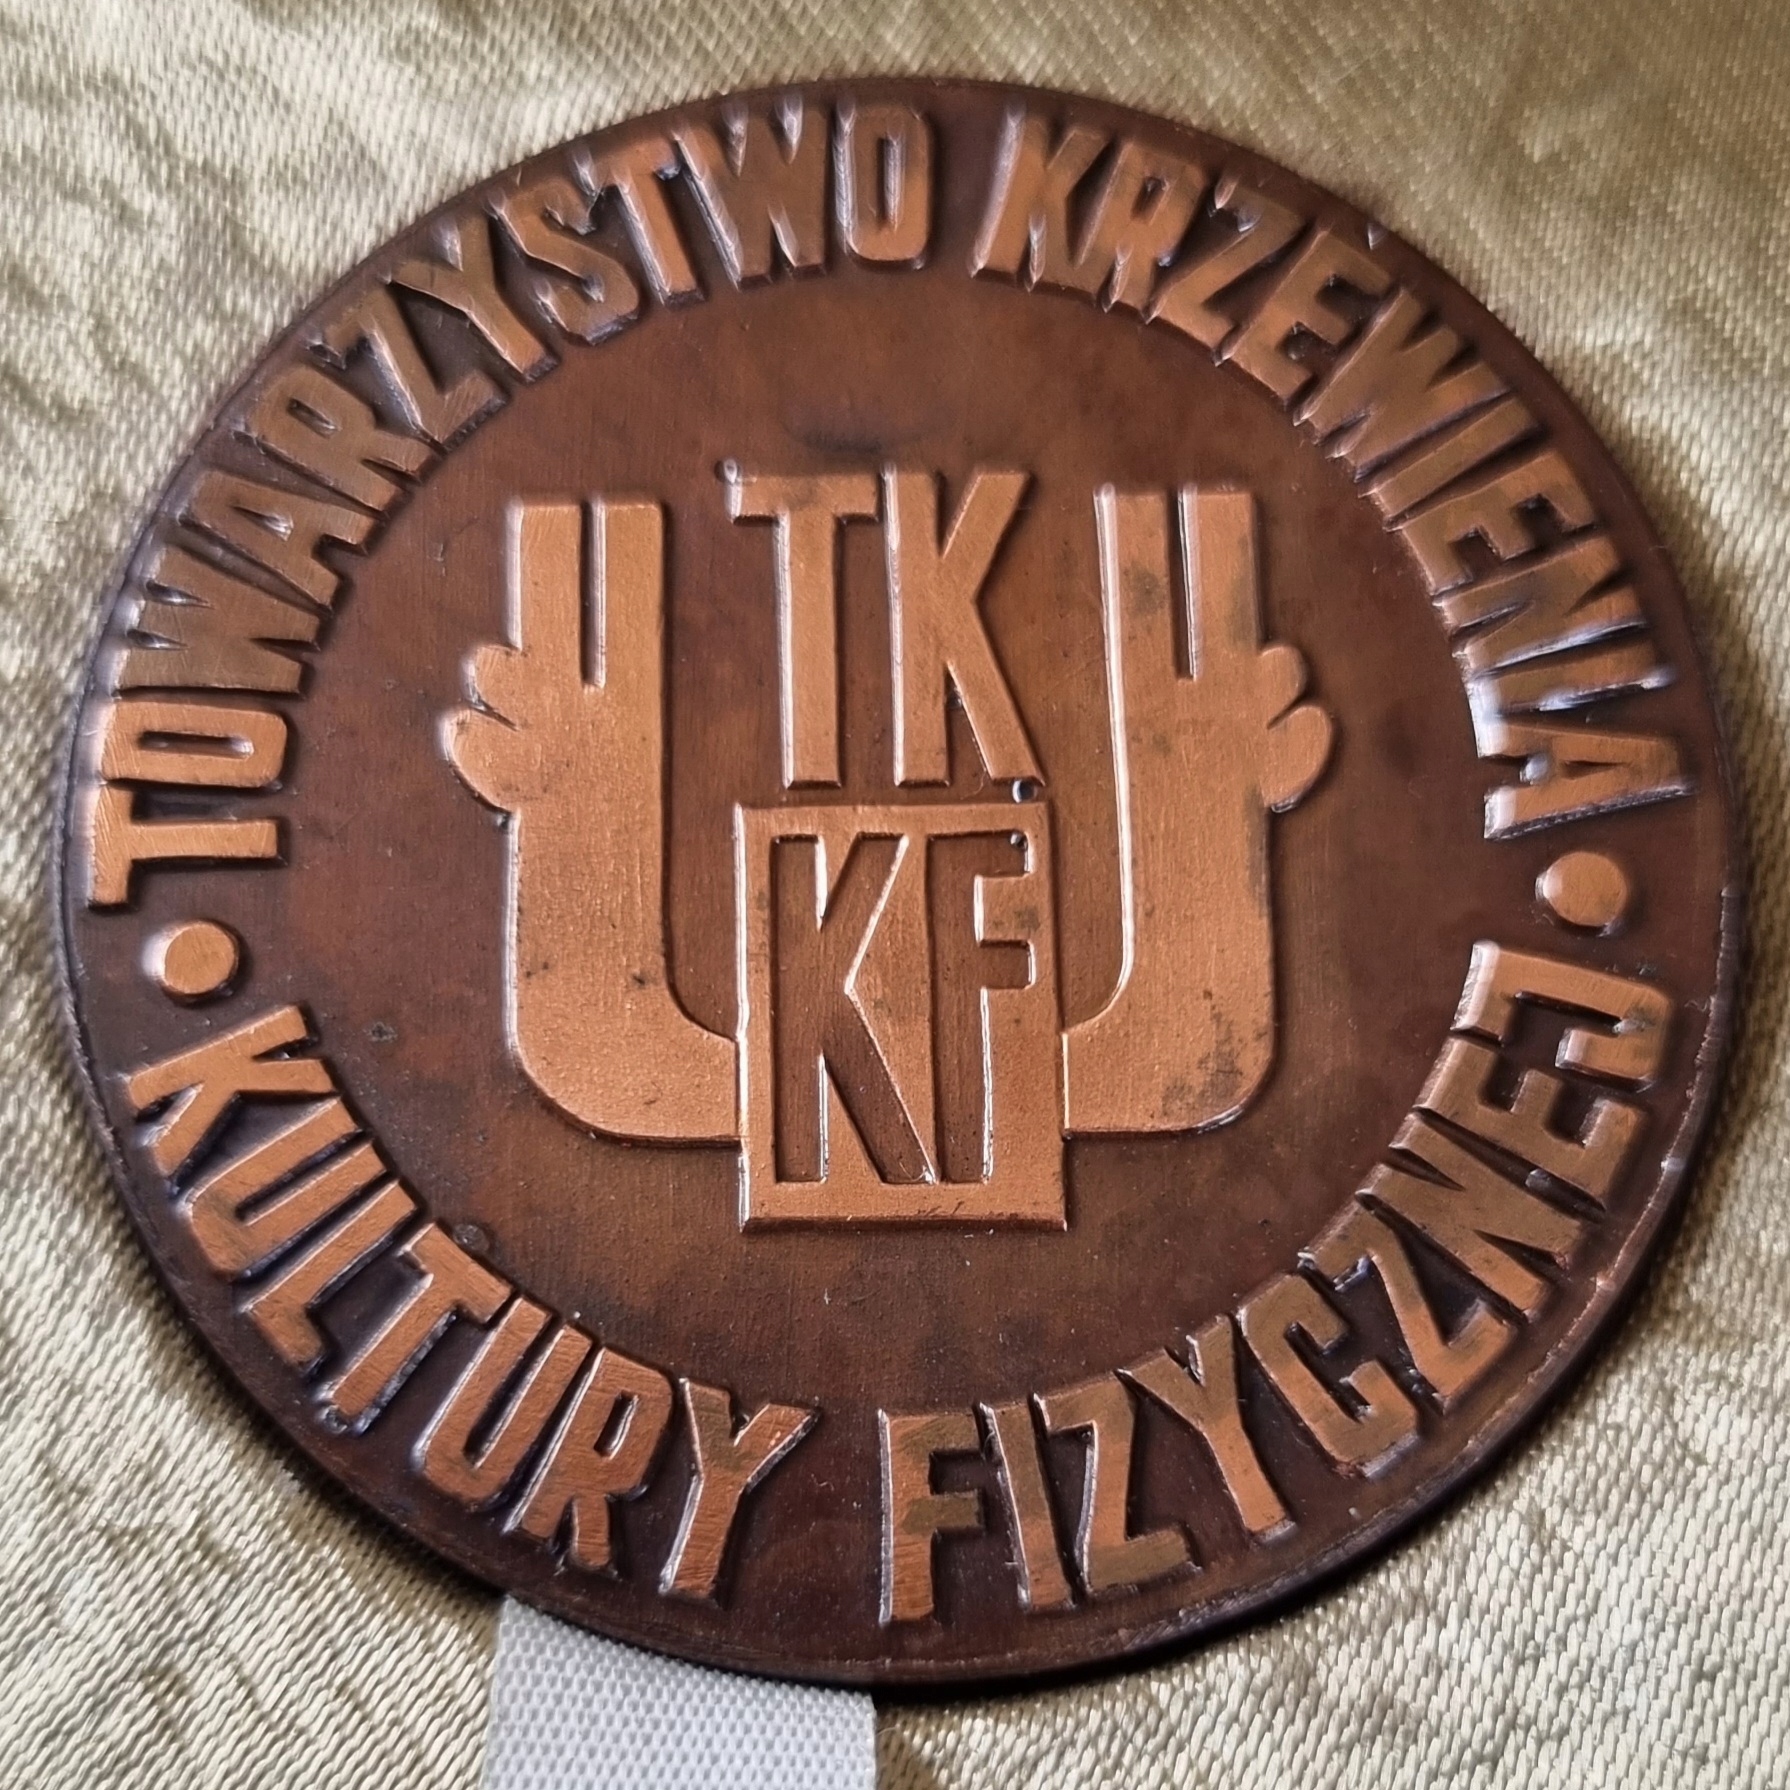 TOWARZYSTWO KRZEWIENIA
• KULTURY FIZYCZNEJ •
TK
KF